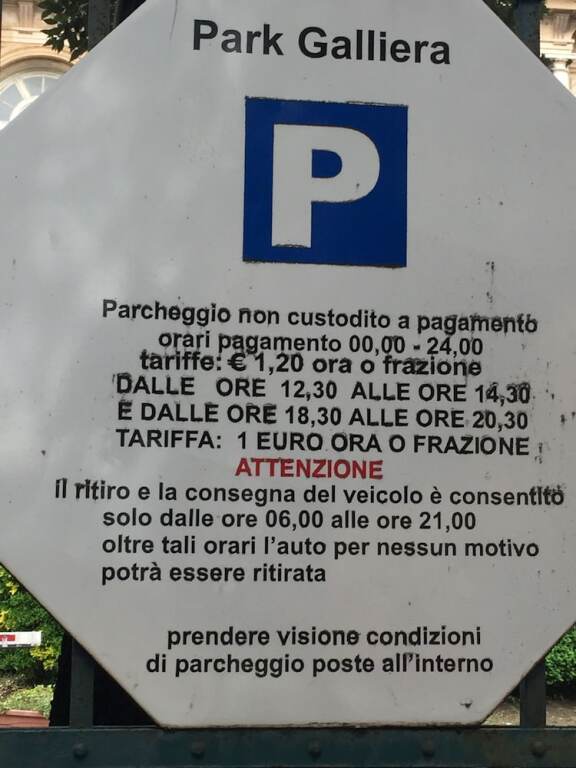 Park Galliera
P
Parcheggio non custodito a pagamento
orari pagamento 00,00 - 24,00
tariffe: € 1,20 ora o frazione
DALLE ORE 12,30 ALLE ORE 14,30
E DALLE ORE 18,30 ALLE ORE 20,30
TARIFFA: 1 EURO ORA O FRAZIONE
ATTENZIONE
il ritiro e la consegna del veicolo è consentito
solo dalle ore 06,00 alle ore 21,00
oltre tali orari l'auto per nessun motivo
potrà essere ritirata
prendere visione condizioni
di parcheggio poste all'interno